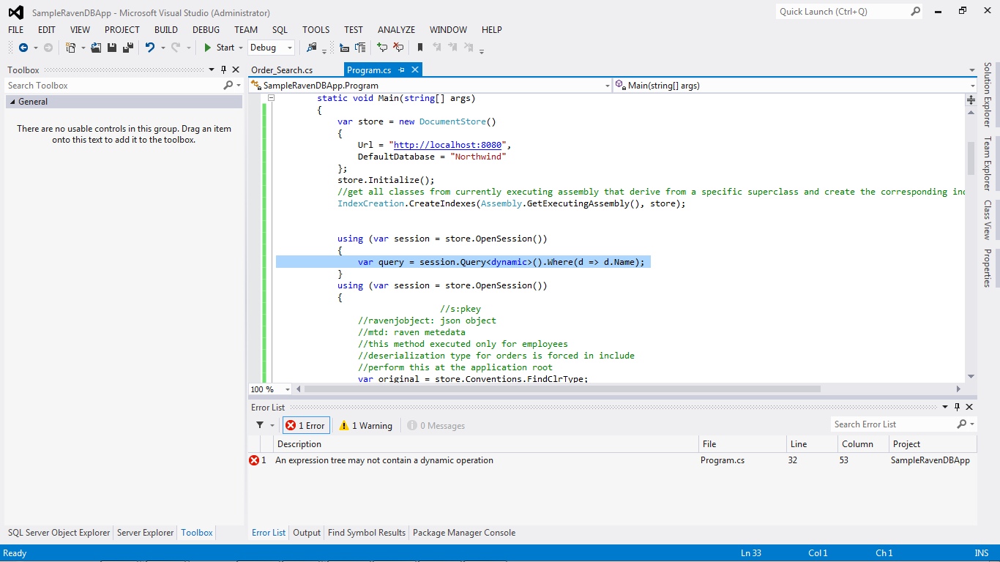 SampleRavenDBApp - Microsoft Visual Studio (Administrator)
Quick Launch (Ctrl+Q)
FILE EDIT VIEW PROJECT BUILD DEBUG TEAM SQL TOOLS TEST ANALYZE WINDOW HELP
Start Debug
Toolbox
Search Toolbox
General
There are no usable controls in this group. Drag an item
onto this text to add it to the toolbox.
Order_Search.cs Program.cs
SampleRavenDBApp.Program Main(string[] args)
static void Main(string[] args)
{
var store = new DocumentStore()
{
Url = "http://localhost:8080",
DefaultDatabase = "Northwind"
};
store.Initialize();
//get all classes from currently executing assembly that derive from a specific superclass and create the corresponding ind
IndexCreation.CreateIndexes(Assembly.GetExecutingAssembly(), store);
using (var session = store.OpenSession())
{
var query = session.Query<dynamic>().Where(d => d.Name);
}
using (var session = store.OpenSession())
{
//s:pkey
//ravenjobject: json object
//mtd: raven metedata
//this method executed only for employees
//deserialization type for orders is forced in include
//perform this at the application root
var original = store.Conventions.FindClrType;
100 %
Solution Explorer
Team Explorer
Class View
Properties
Error List
1 Error 1 Warning 0 Messages
Search Error List
Description File Line Column Project
1 An expression tree may not contain a dynamic operation Program.cs 32 53 SampleRavenDBApp
SQL Server Object Explorer Server Explorer Toolbox
Error List Output Find Symbol Results Package Manager Console
Ready Ln 33 Col 1 Ch 1 INS